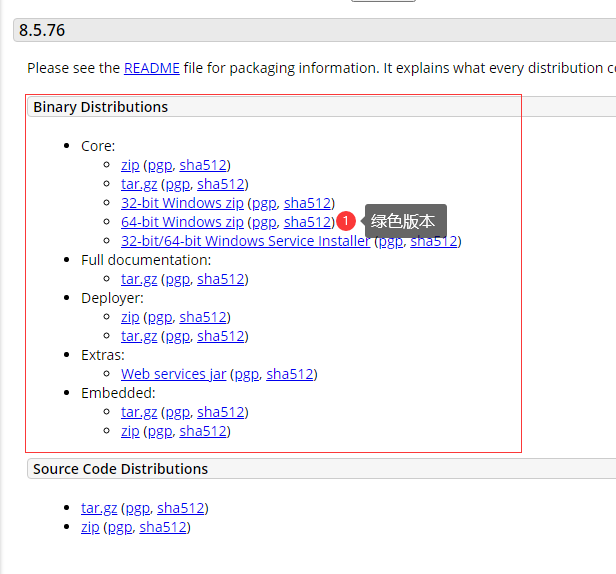 8.5.76
Please see the README file for packaging information. It explains what every distribution
Binary Distributions
Core:
zip (pgp, sha512)
tar.gz (pgp, sha512)
32-bit Windows zip (pgp, sha512)
64-bit Windows zip (pgp, sha512) 1 绿色版本
32-bit/64-bit Windows Service Installer (pgp, sha512)
Full documentation:
tar.gz (pgp, sha512)
Deployer:
zip (pgp, sha512)
tar.gz (pgp, sha512)
Extras:
Web services jar (pgp, sha512)
Embedded:
tar.gz (pgp, sha512)
zip (pgp, sha512)
Source Code Distributions
tar.gz (pgp, sha512)
zip (pgp, sha512)